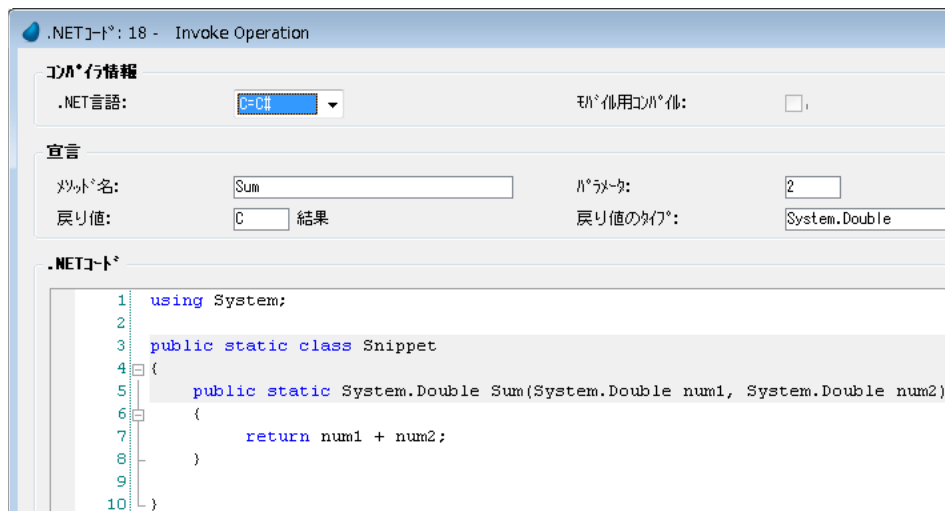 .NETｺｰﾄﾞ: 18 - Invoke Operation
ｺﾝﾊﾟｲﾗ情報
.NET言語: C=C# ﾓﾊﾞｲﾙ用ｺﾝﾊﾟｲﾙ:
宣言
ﾒｿｯﾄﾞ名: Sum ﾊﾟﾗﾒｰﾀ: 2
戻り値: C 結果 戻り値のﾀｲﾌﾟ: System.Double
.NETｺｰﾄﾞ
1 using System;
2
3 public static class Snippet
4 {
5 public static System.Double Sum(System.Double num1, System.Double num2)
6 {
7 return num1 + num2;
8 }
9
10 }